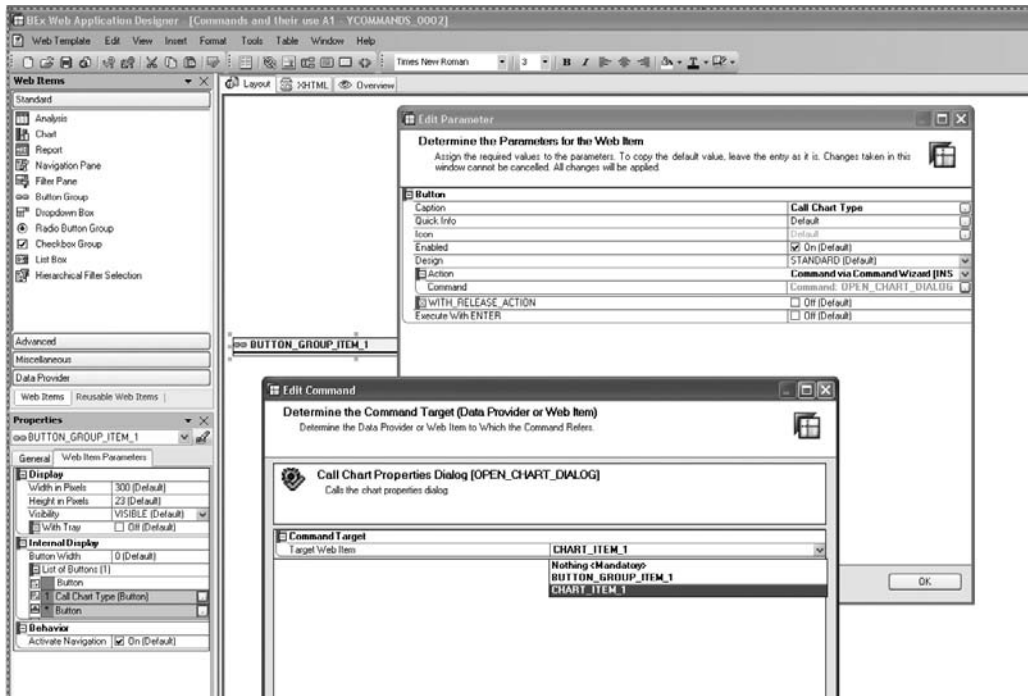 BEx Web Application Designer - [Commands and their use A1 - YCOMMANDS_0002]
Web Template Edit View Insert Format Tools Table Window Help
Times New Roman 3 B I
Web Items
Standard
Analysis
Chart
Report
Navigation Pane
Filter Pane
Button Group
Dropdown Box
Radio Button Group
Checkbox Group
List Box
Hierarchical Filter Selection
Advanced
Miscellaneous
Data Provider
Web Items Reusable Web Items
Properties
BUTTON_GROUP_ITEM_1
General Web Item Parameters
Display
Width in Pixels 300 (Default)
Height in Pixels 23 (Default)
Visibility VISIBLE (Default)
With Tray Off (Default)
Internal Display
Button Width 0 (Default)
List of Buttons (1)
Button
1 Call Chart Type (Button)
* Button
Behavior
Activate Navigation On (Default)
Layout XHTML Overview
BUTTON_GROUP_ITEM_1
Edit Parameter
Determine the Parameters for the Web Item
Assign the required values to the parameters. To copy the default value, leave the entry as it is. Changes taken in this
window cannot be cancelled. All changes will be applied.
Button
Caption Call Chart Type
Quick Info Default
Icon Default
Enabled On (Default)
Design STANDARD (Default)
Action Command via Command Wizard [INS
Command Command: OPEN_CHART_DIALOG
WITH_RELEASE_ACTION Off (Default)
Execute With ENTER Off (Default)
OK
Edit Command
Determine the Command Target (Data Provider or Web Item)
Determine the Data Provider or Web Item to Which the Command Refers.
Call Chart Properties Dialog [OPEN_CHART_DIALOG]
Calls the chart properties dialog
Command Target
Target Web Item CHART_ITEM_1
Nothing <Mandatory>
BUTTON_GROUP_ITEM_1
CHART_ITEM_1